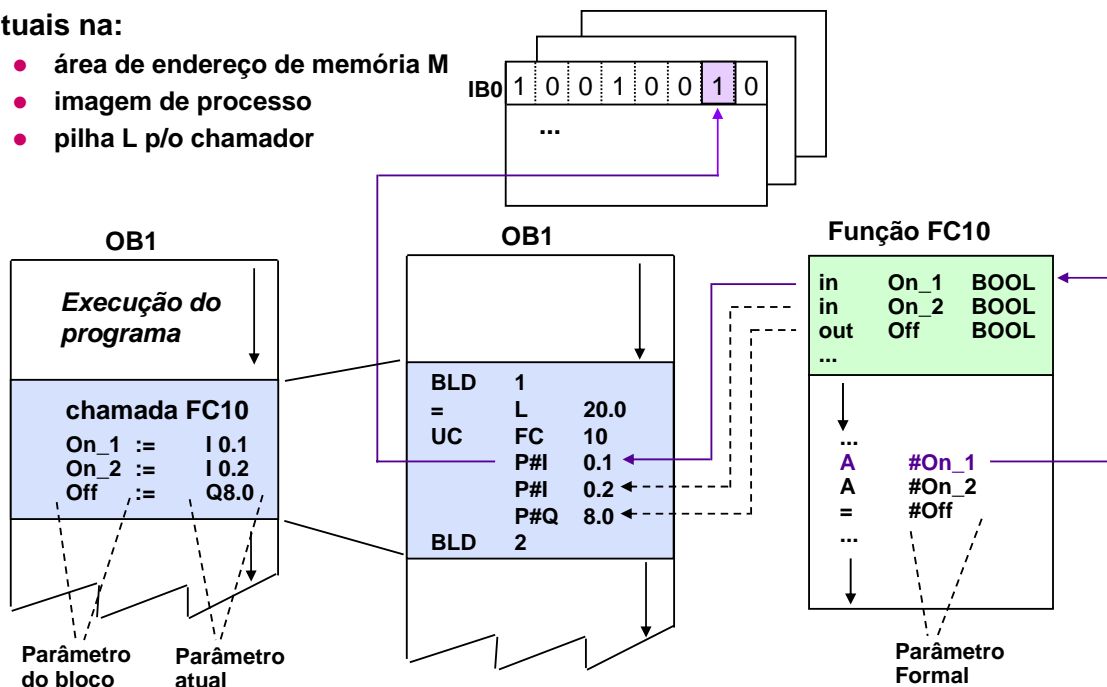 tuais na:
● área de endereço de memória M
● imagem de processo
● pilha L p/o chamador
IB0 1 0 0 1 0 0 1 0
...
OB1
Execução do
programa
chamada FC10
On_1 := I 0.1
On_2 := I 0.2
Off := Q8.0
Parâmetro
do bloco
Parâmetro
atual
OB1
BLD 1
= L 20.0
UC FC 10
P#I 0.1
P#I 0.2
P#Q 8.0
BLD 2
Função FC10
in On_1 BOOL
in On_2 BOOL
out Off BOOL
...
...
A #On_1
A #On_2
= #Off
...
Parâmetro
Formal